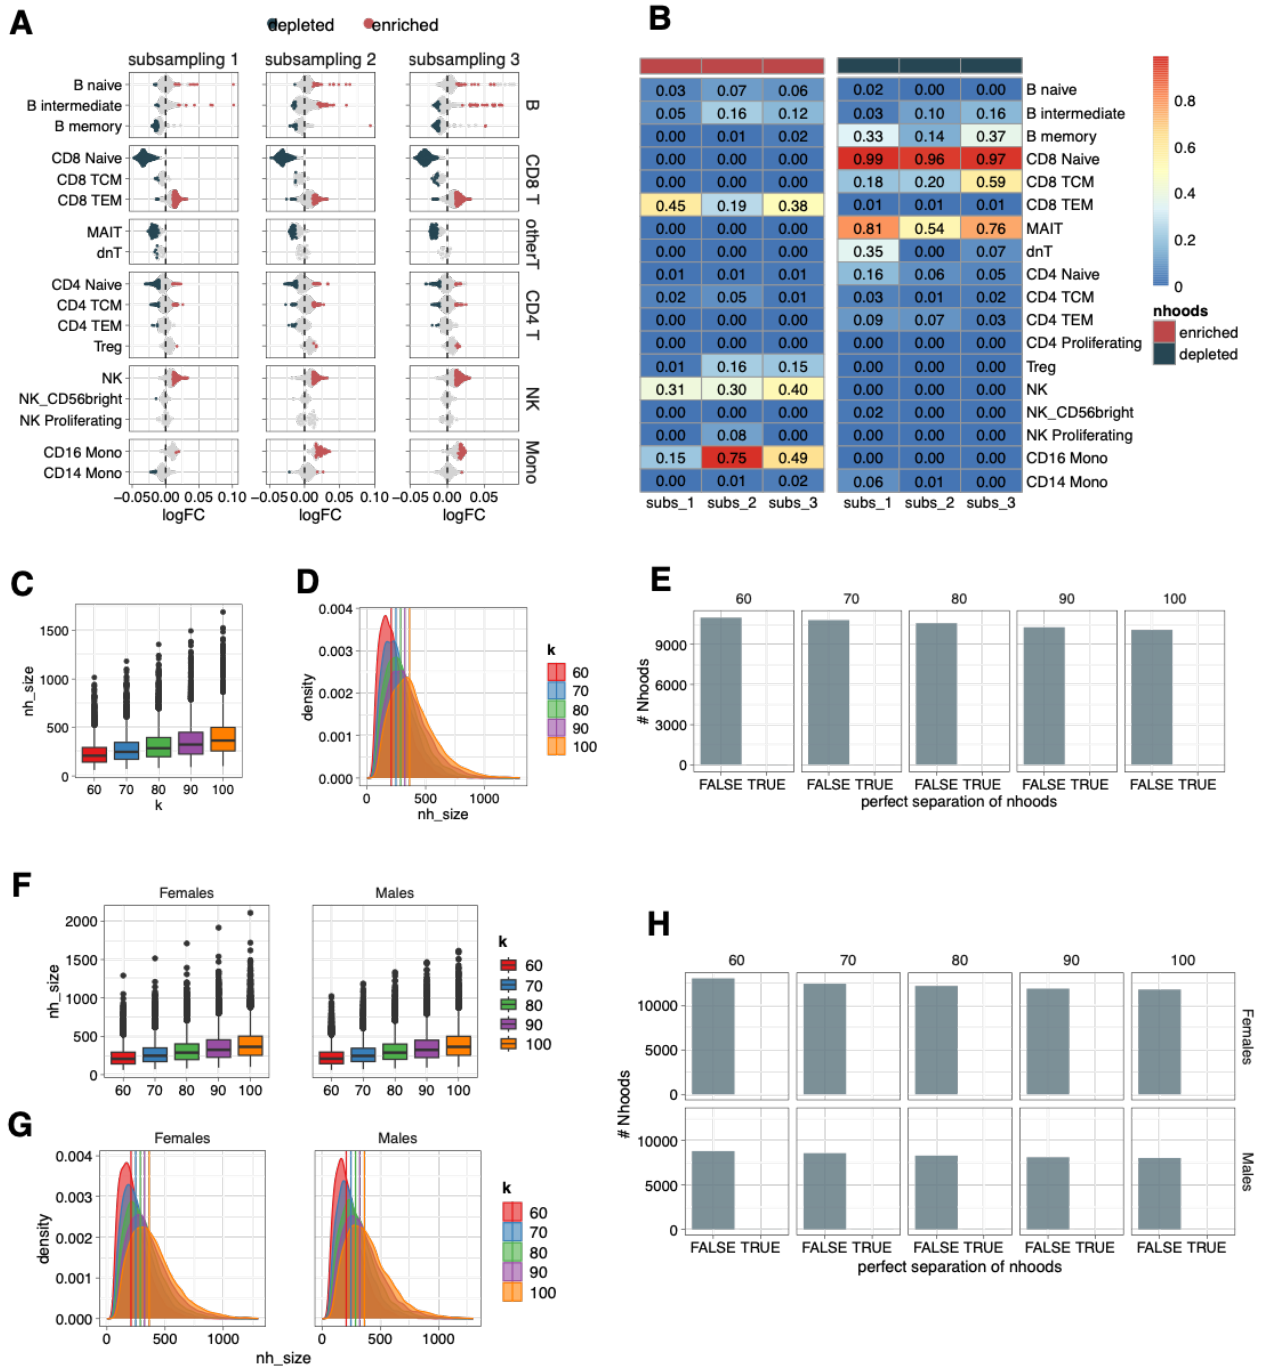 A
depleted enriched
subsampling 1 subsampling 2 subsampling 3
B naive
B intermediate
B memory
B
CD8 Naive
CD8 TCM
CD8 TEM
CD8 T
MAIT
dnT
otherT
CD4 Naive
CD4 TCM
CD4 TEM
Treg
CD4 T
NK
NK_CD56bright
NK Proliferating
NK
CD16 Mono
CD14 Mono
Mono
−0.05 0.00 0.05 0.10 −0.05 0.00 0.05 0.10 −0.05 0.00 0.05
logFC logFC logFC
B
0.03 0.07 0.06 0.02 0.00 0.00 B naive
0.05 0.16 0.12 0.03 0.10 0.16 B intermediate
0.00 0.01 0.02 0.33 0.14 0.37 B memory
0.00 0.00 0.00 0.99 0.96 0.97 CD8 Naive
0.00 0.00 0.00 0.18 0.20 0.59 CD8 TCM
0.45 0.19 0.38 0.01 0.01 0.01 CD8 TEM
0.00 0.00 0.00 0.81 0.54 0.76 MAIT
0.00 0.00 0.00 0.35 0.00 0.07 dnT
0.01 0.01 0.01 0.16 0.06 0.05 CD4 Naive
0.02 0.05 0.01 0.03 0.01 0.02 CD4 TCM
0.00 0.00 0.00 0.09 0.07 0.03 CD4 TEM
0.00 0.00 0.00 0.00 0.00 0.00 CD4 Proliferating
0.01 0.16 0.15 0.00 0.00 0.00 Treg
0.31 0.30 0.40 0.00 0.00 0.00 NK
0.00 0.00 0.00 0.02 0.00 0.00 NK_CD56bright
0.00 0.08 0.00 0.00 0.00 0.00 NK Proliferating
0.15 0.75 0.49 0.00 0.00 0.00 CD16 Mono
0.00 0.01 0.02 0.06 0.01 0.00 CD14 Mono
subs_1 subs_2 subs_3 subs_1 subs_2 subs_3
0.8
0.6
0.4
0.2
0
nhoods
enriched
depleted
C
1500
1000
500
0
nh_size
60 70 80 90 100
k
D
0.004
0.003
0.002
0.001
0.000
density
0 500 1000
nh_size
k
60
70
80
90
100
E
60 70 80 90 100
9000
6000
3000
0
# Nhoods
FALSE TRUE FALSE TRUE FALSE TRUE FALSE TRUE FALSE TRUE
perfect separation of nhoods
F
Females Males
2000
1500
1000
500
0
nh_size
60 70 80 90 100 60 70 80 90 100
k
60
70
80
90
100
G
Females Males
0.004
0.003
0.002
0.001
0.000
density
0 500 1000 0 500 1000
nh_size
k
60
70
80
90
100
H
60 70 80 90 100
10000
5000
0
Females
10000
5000
0
Males
# Nhoods
FALSE TRUE FALSE TRUE FALSE TRUE FALSE TRUE FALSE TRUE
perfect separation of nhoods